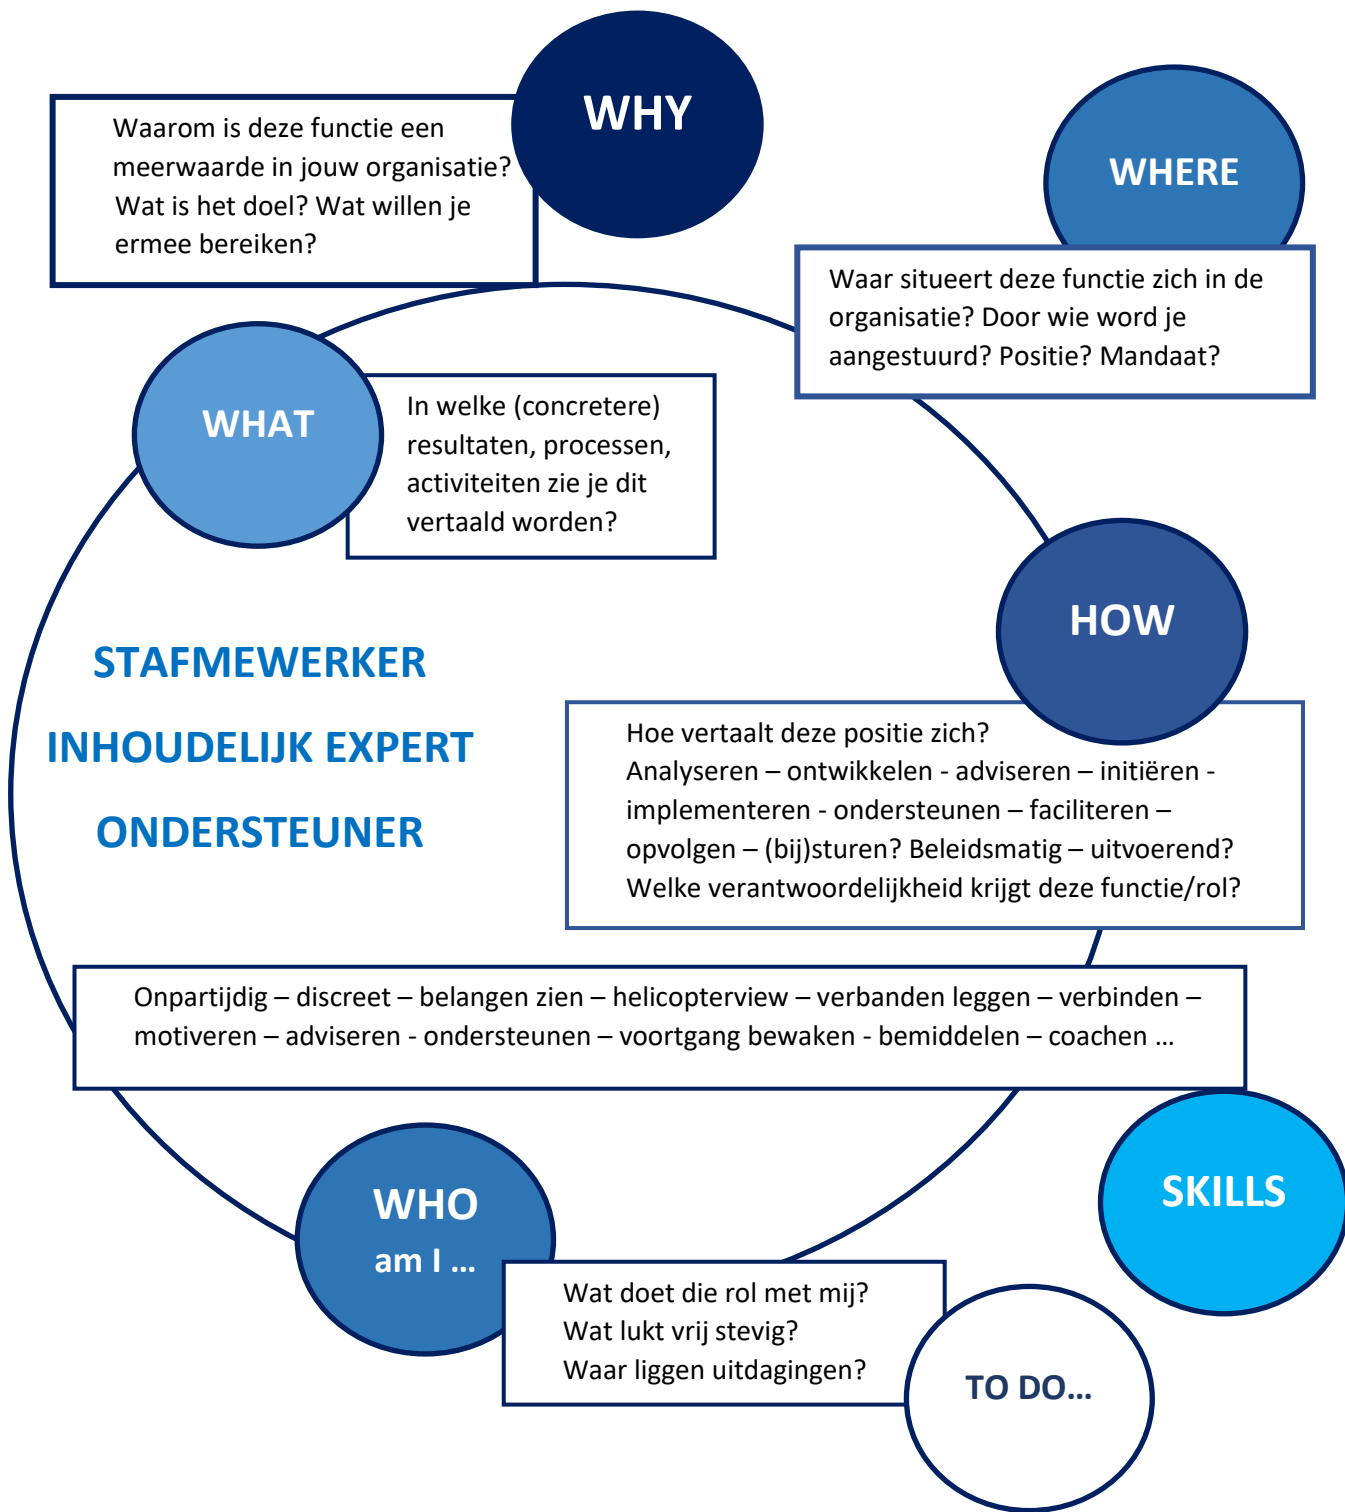 WHY
Waarom is deze functie een
meerwaarde in jouw organisatie?
Wat is het doel? Wat willen je
ermee bereiken?
WHERE
Waar situeert deze functie zich in de
organisatie? Door wie word je
aangestuurd? Positie? Mandaat?
WHAT
In welke (concretere)
resultaten, processen,
activiteiten zie je dit
vertaald worden?
HOW
Hoe vertaalt deze positie zich?
Analyseren – ontwikkelen - adviseren – initiëren -
implementeren - ondersteunen – faciliteren –
opvolgen – (bij)sturen? Beleidsmatig – uitvoerend?
Welke verantwoordelijkheid krijgt deze functie/rol?
STAFMEWERKER
INHOUDELIJK EXPERT
ONDERSTEUNER
Onpartijdig – discreet – belangen zien – helicopterview – verbanden leggen – verbinden –
motiveren – adviseren - ondersteunen – voortgang bewaken - bemiddelen – coachen …
SKILLS
WHO
am I …
Wat doet die rol met mij?
Wat lukt vrij stevig?
Waar liggen uitdagingen?
TO DO…